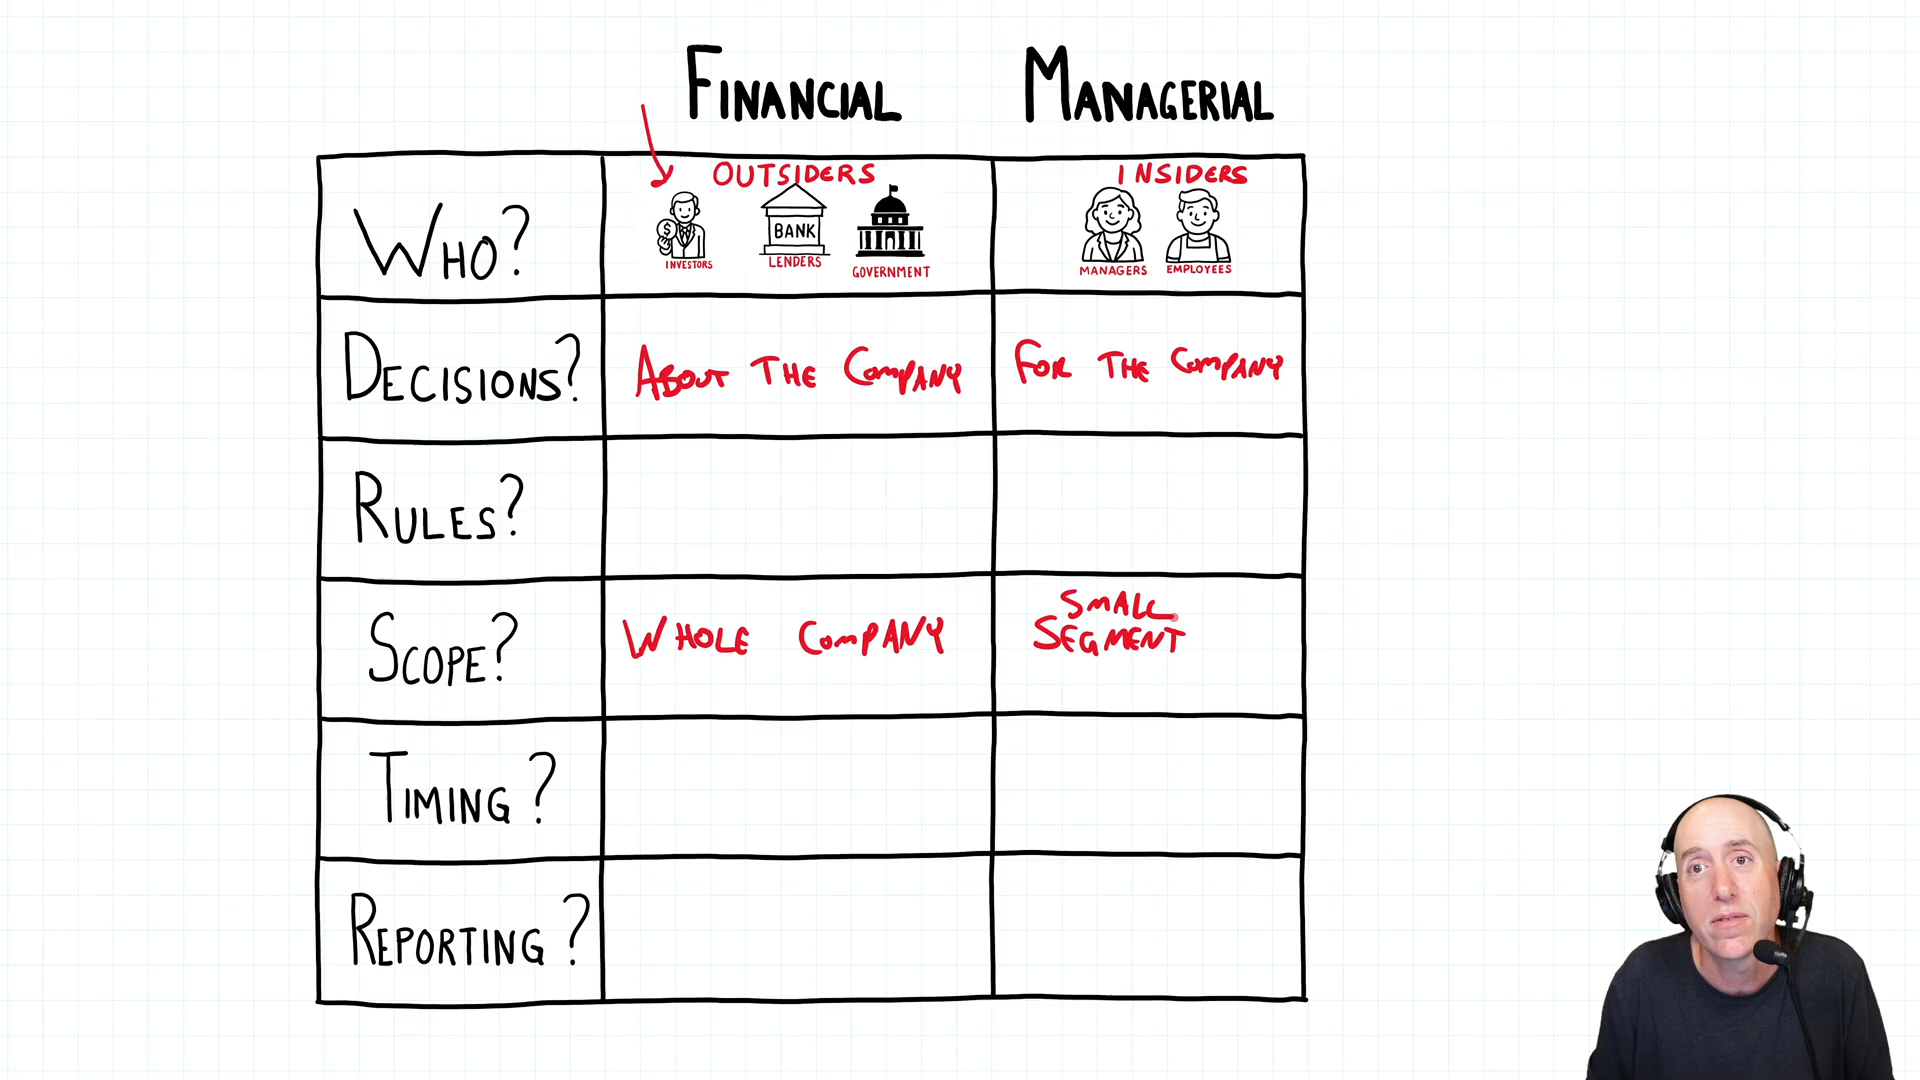 FINANCIAL MANAGERIAL
WHO?
OUTSIDERS
$
INVESTORS
BANK
LENDERS
GOVERNMENT
INSIDERS
MANAGERS
EMPLOYEES
DECISIONS?
ABOUT THE COMPANY
FOR THE COMPANY
RULES?
SCOPE?
WHOLE COMPANY
SMALL
SEGMENT
TIMING?
REPORTING?